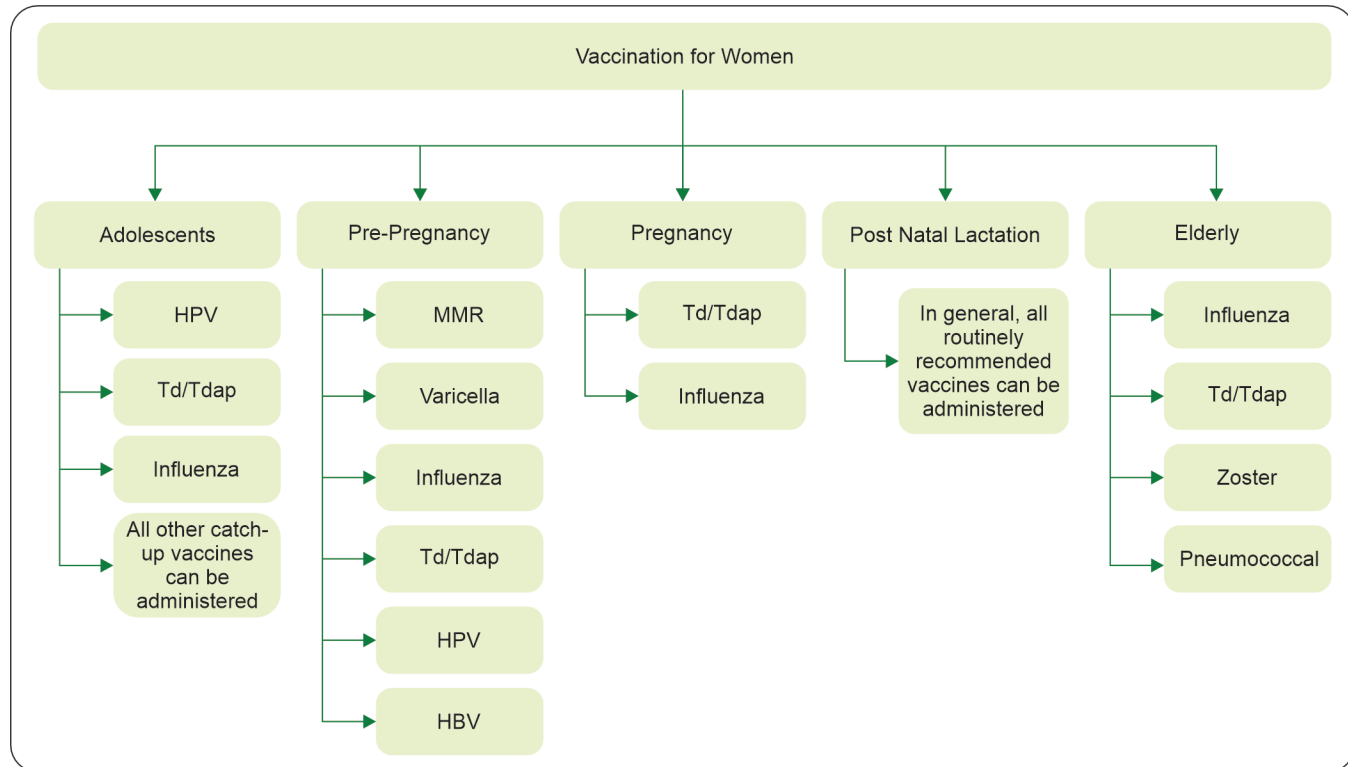 Vaccination for Women
Adolescents
HPV
Td/Tdap
Influenza
All other catch-
up vaccines
can be
administered
Pre-Pregnancy
MMR
Varicella
Influenza
Td/Tdap
HPV
HBV
Pregnancy
Td/Tdap
Influenza
Post Natal Lactation
In general, all
routinely
recommended
vaccines can be
administered
Elderly
Influenza
Td/Tdap
Zoster
Pneumococcal